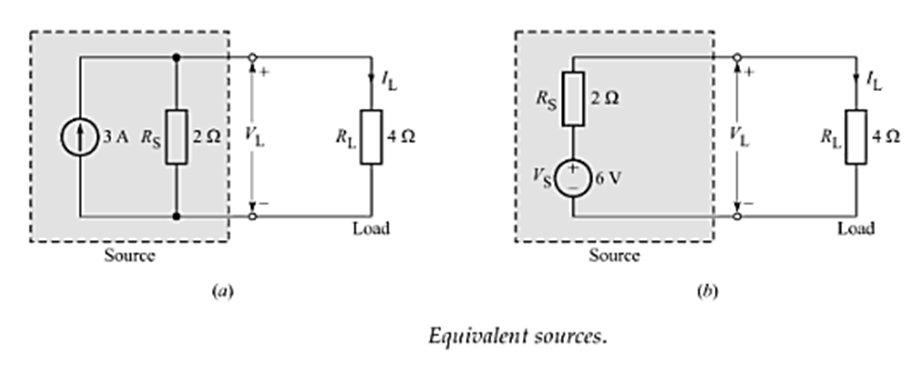 3 A R_S 2 Ω V_L + − I_L R_L 4 Ω
Load
Source
(a)
R_S 2 Ω
V_S + − 6 V
V_L + − I_L R_L 4 Ω
Load
Source
(b)
Equivalent sources.